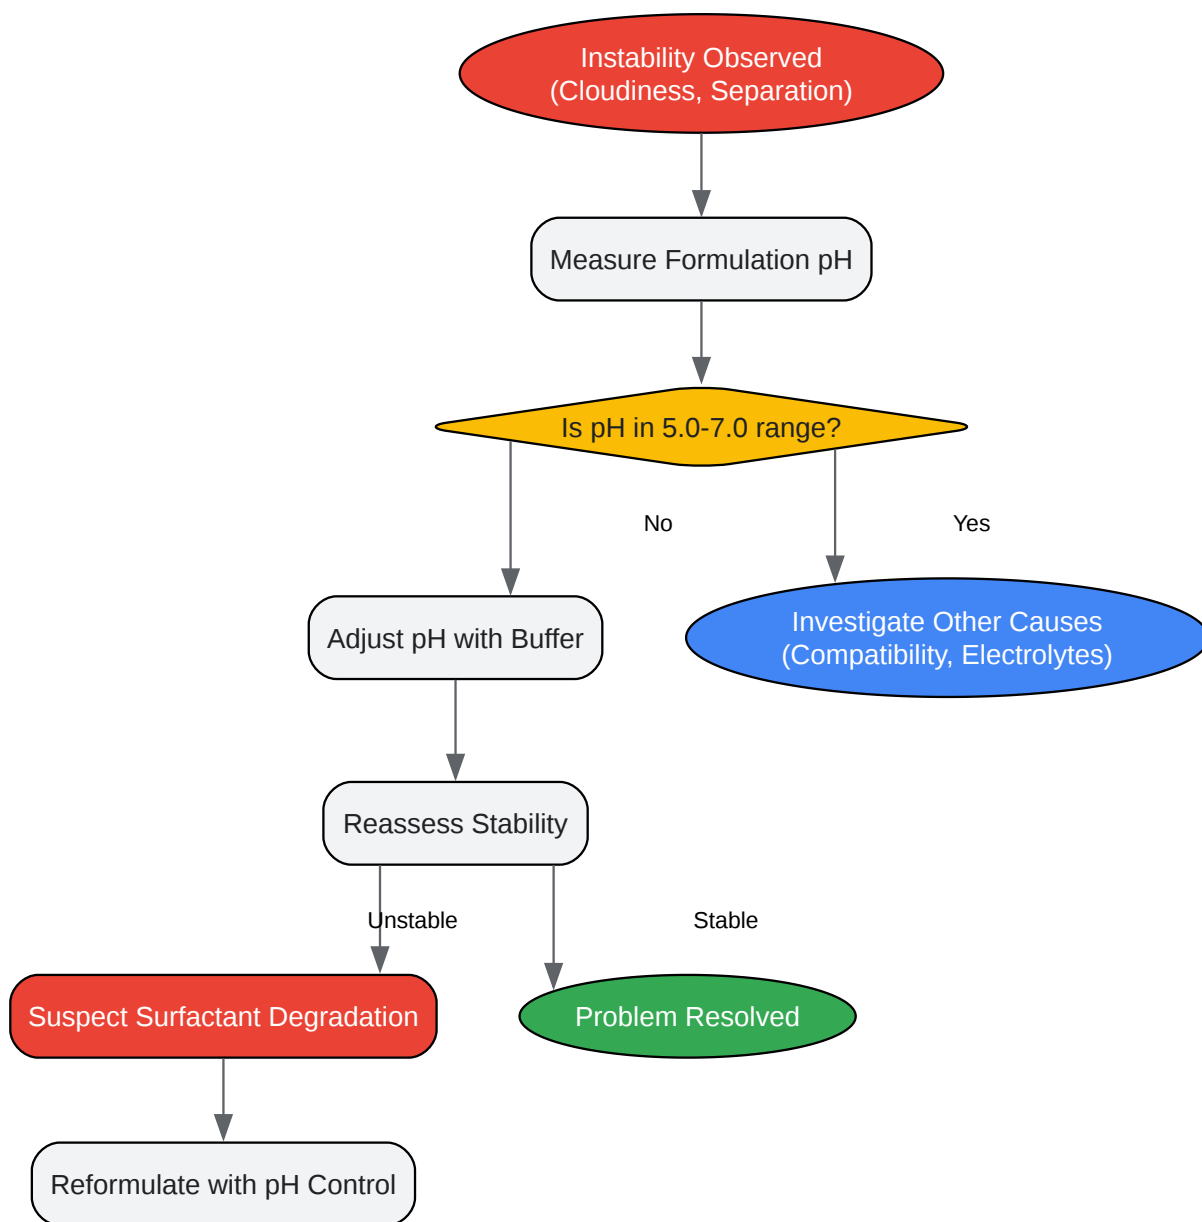 Instability Observed
(Cloudiness, Separation)
Measure Formulation pH
Is pH in 5.0-7.0 range?
No
Yes
Adjust pH with Buffer
Investigate Other Causes
(Compatibility, Electrolytes)
Reassess Stability
Unstable
Stable
Suspect Surfactant Degradation
Problem Resolved
Reformulate with pH Control